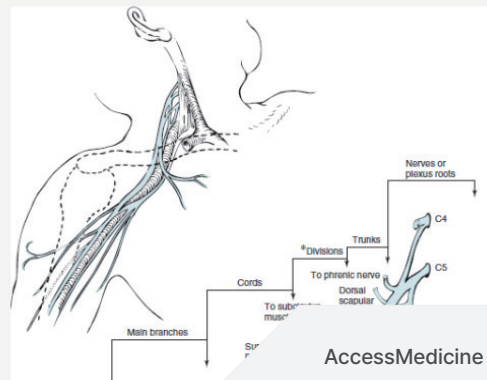 Nerves or
plexus roots
C4
Trunks
*Divisions
C5
To phrenic nerve
Cords
Dorsal
scapular
Main branches
AccessMedicine